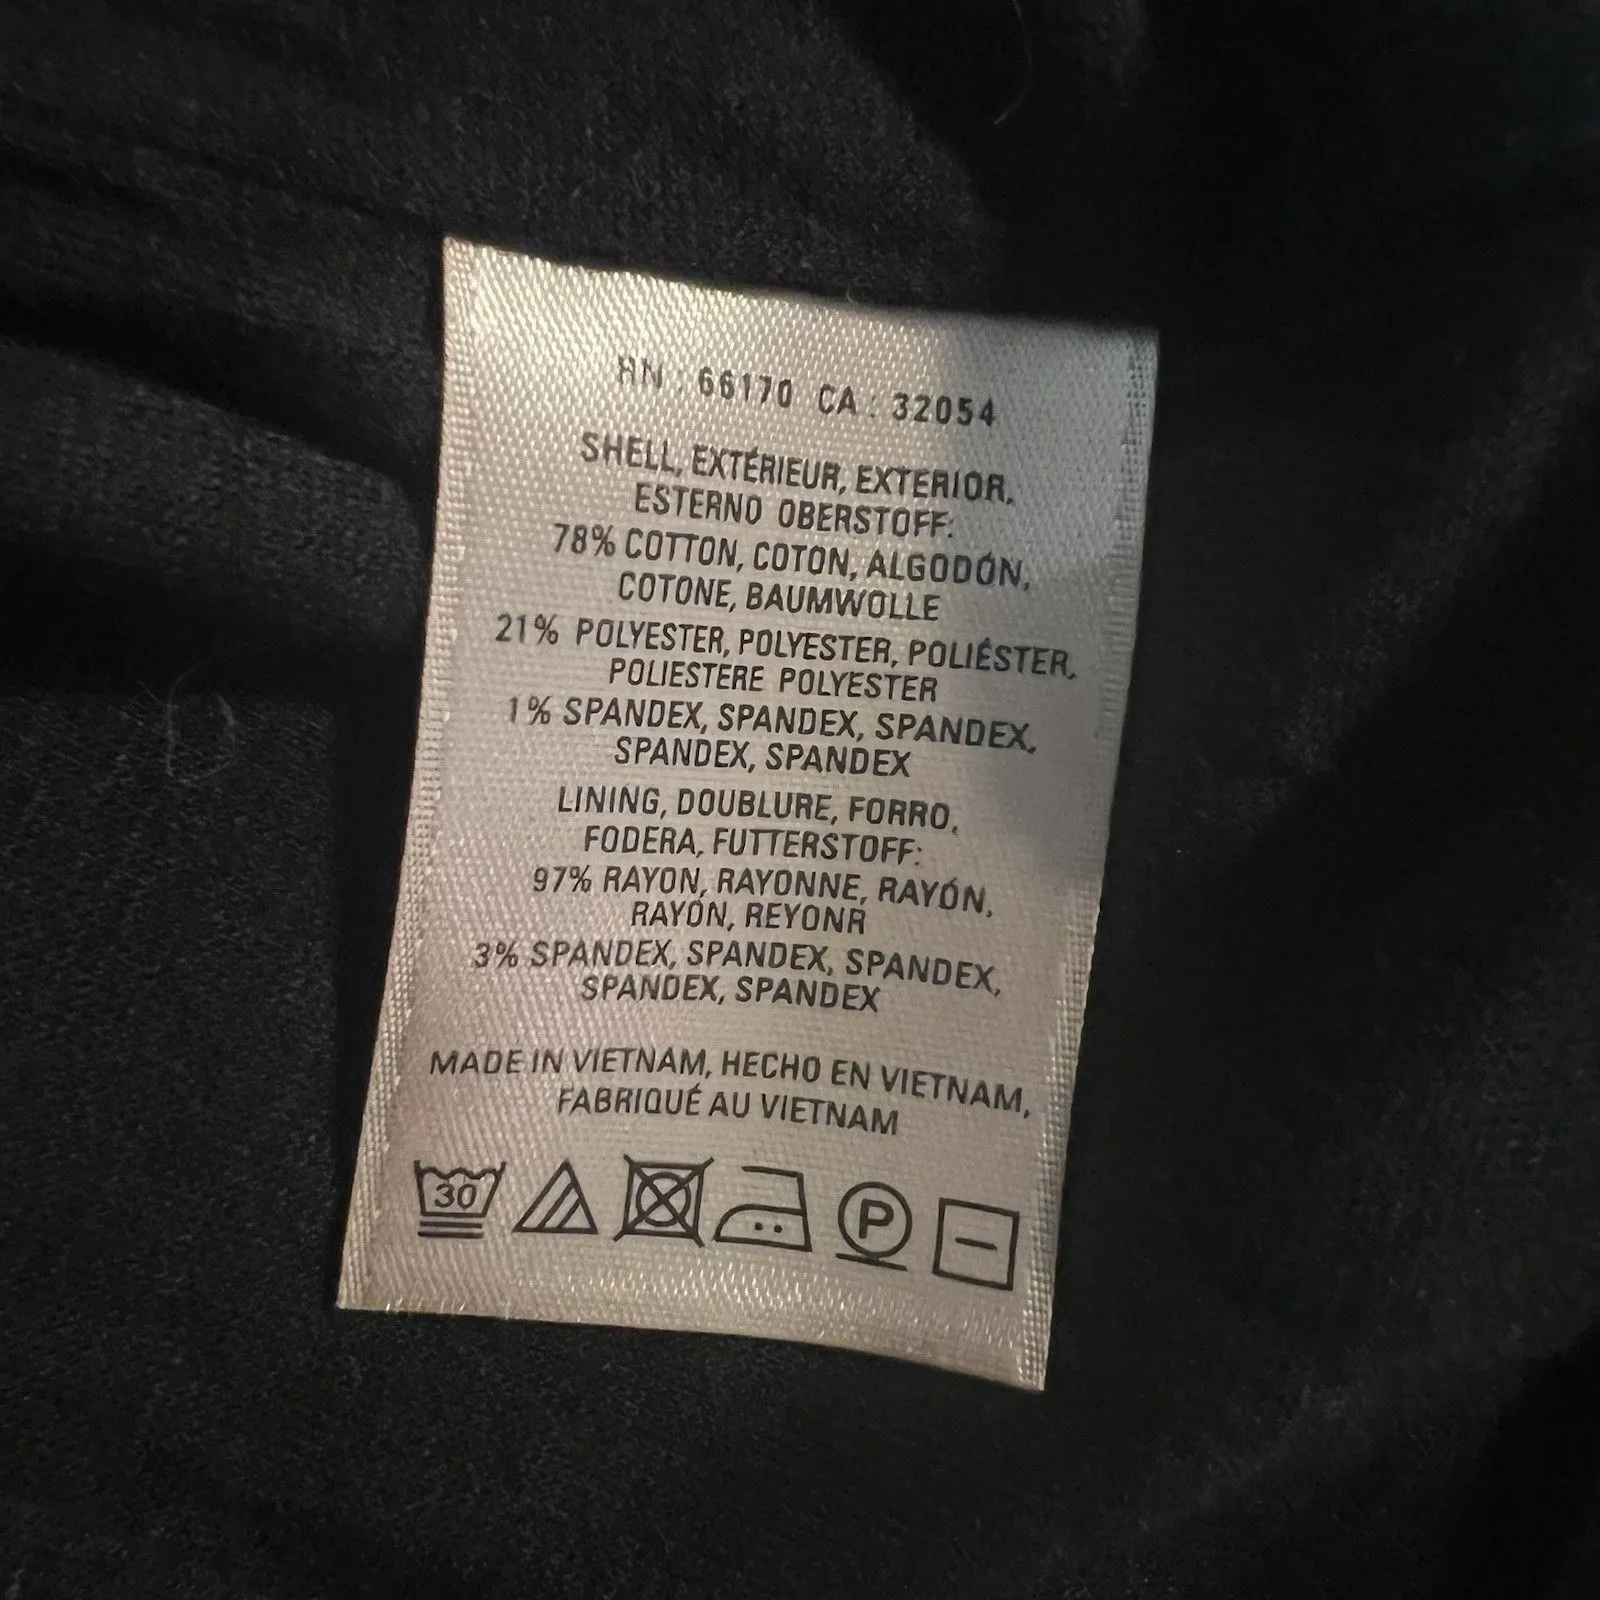 RN : 66170 CA : 32054
SHELL, EXTÉRIEUR, EXTERIOR,
ESTERNO OBERSTOFF:
78% COTTON, COTON, ALGODÓN,
COTONE, BAUMWOLLE
21% POLYESTER, POLYESTER, POLIÉSTER,
POLIESTERE POLYESTER
1% SPANDEX, SPANDEX, SPANDEX,
SPANDEX, SPANDEX
LINING, DOUBLURE, FORRO,
FODERA, FUTTERSTOFF:
97% RAYON, RAYONNE, RAYÓN,
RAYON, REYONR
3% SPANDEX, SPANDEX, SPANDEX,
SPANDEX, SPANDEX
MADE IN VIETNAM, HECHO EN VIETNAM,
FABRIQUÉ AU VIETNAM
30 P